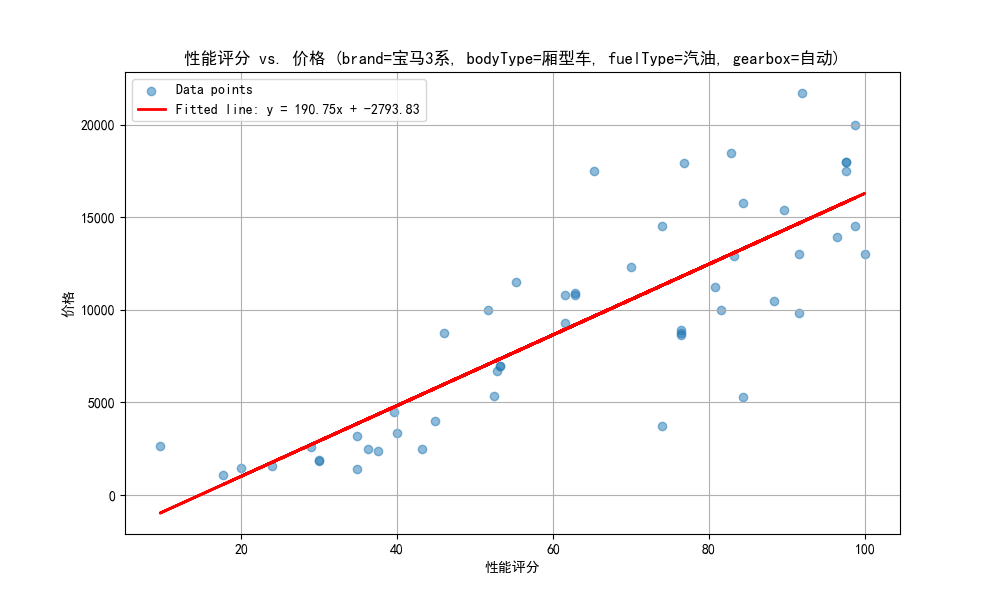 性能评分 vs. 价格 (brand=宝马3系, bodyType=厢型车, fuelType=汽油, gearbox=自动)
Data points
Fitted line: y = 190.75x + -2793.83
20000
15000
10000
5000
0
价格
20
40
60
80
100
性能评分